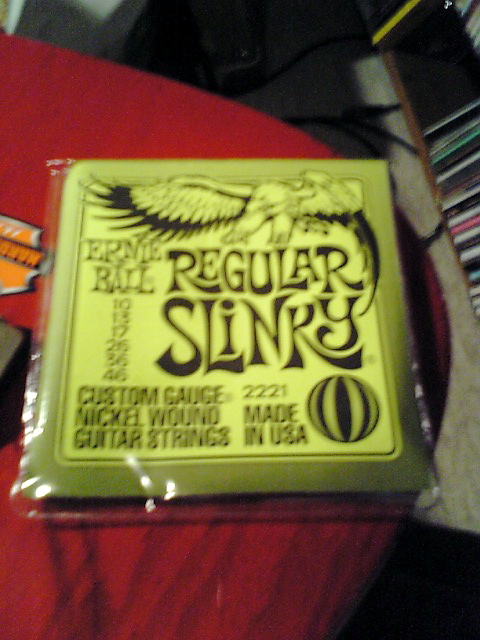 ERNIE BALL
REGULAR
SLINKY
10
13
17
26
36
46
CUSTOM GAUGE® 2221
NICKEL WOUND MADE
GUITAR STRINGS IN USA